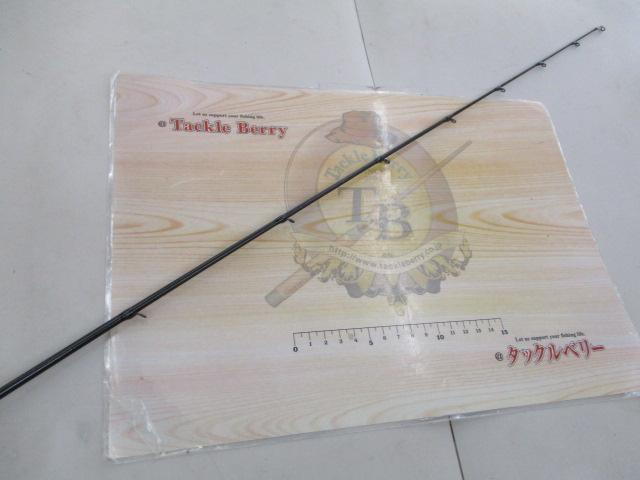 Let us support your fishing life.
@ Tackle Berry
Tackle Berry
TB
http://www.tackleberry.co.jp
0 1 2 3 4 5 6 7 8 9 10 11 12 13 14 15
Let us support your fishing life.
@ タックルベリー